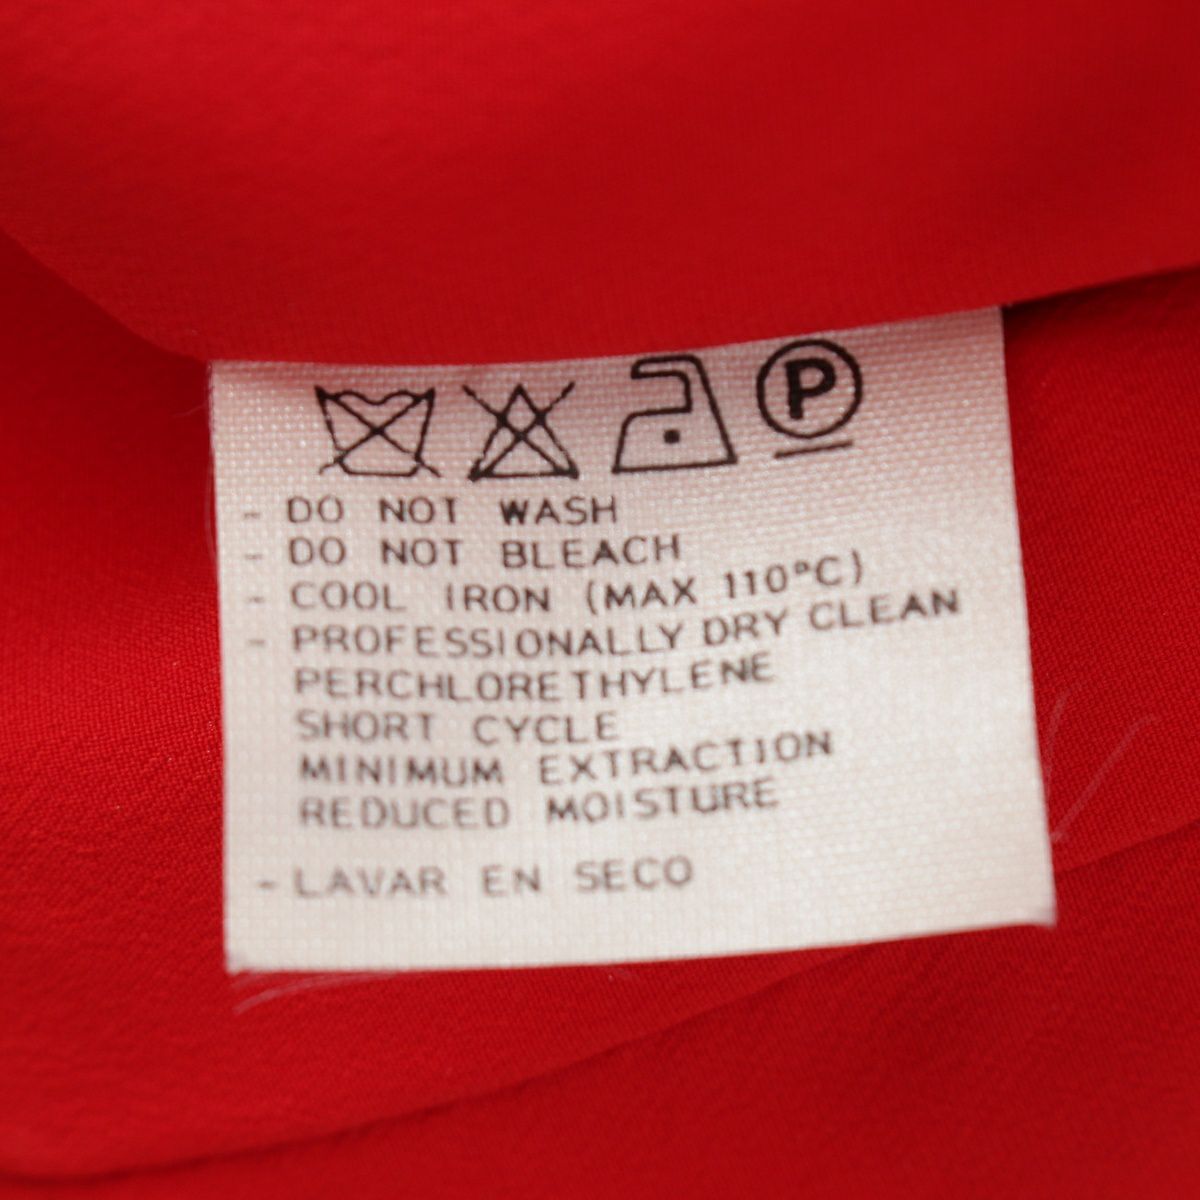 P
- DO NOT WASH
- DO NOT BLEACH
- COOL IRON (MAX 110°C)
- PROFESSIONALLY DRY CLEAN
PERCHLORETHYLENE
SHORT CYCLE
MINIMUM EXTRACTION
REDUCED MOISTURE
- LAVAR EN SECO